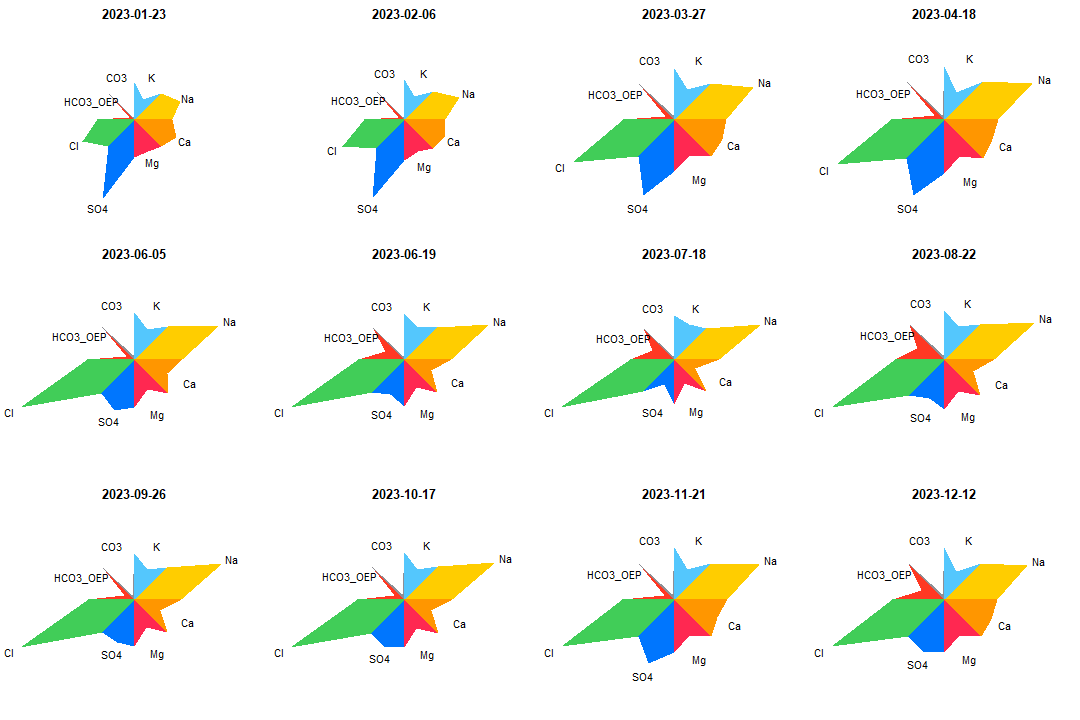 2023-01-23
2023-02-06
2023-03-27
2023-04-18
CO3 K
HCO3_OEP
Na
Cl
Ca
Mg
SO4
CO3 K
HCO3_OEP
Na
Cl
Ca
Mg
SO4
CO3 K
HCO3_OEP
Na
Cl
Ca
Mg
SO4
CO3 K
HCO3_OEP
Na
Cl
Ca
Mg
SO4
2023-06-05
2023-06-19
2023-07-18
2023-08-22
CO3 K
HCO3_OEP
Na
Cl
Ca
Mg
SO4
CO3 K
HCO3_OEP
Na
Cl
Ca
Mg
SO4
CO3 K
HCO3_OEP
Na
Cl
Ca
Mg
SO4
CO3 K
HCO3_OEP
Na
Cl
Ca
Mg
SO4
2023-09-26
2023-10-17
2023-11-21
2023-12-12
CO3 K
HCO3_OEP
Na
Cl
Ca
Mg
SO4
CO3 K
HCO3_OEP
Na
Cl
Ca
Mg
SO4
CO3 K
HCO3_OEP
Na
Cl
Ca
Mg
SO4
CO3 K
HCO3_OEP
Na
Cl
Ca
Mg
SO4